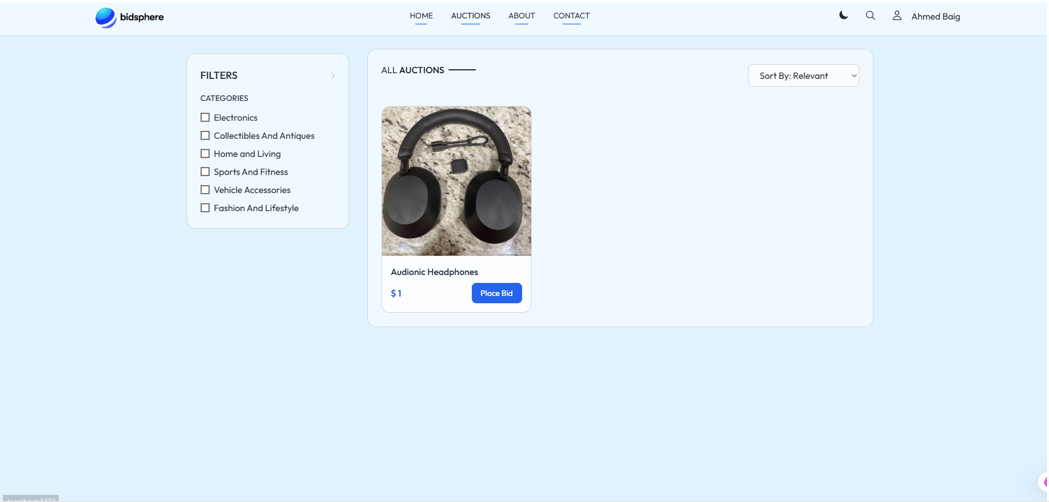 bidsphere
HOME AUCTIONS ABOUT CONTACT
Ahmed Baig
FILTERS
CATEGORIES
Electronics
Collectibles And Antiques
Home and Living
Sports And Fitness
Vehicle Accessories
Fashion And Lifestyle
ALL AUCTIONS
Sort By: Relevant
Audionic Headphones
$ 1
Place Bid